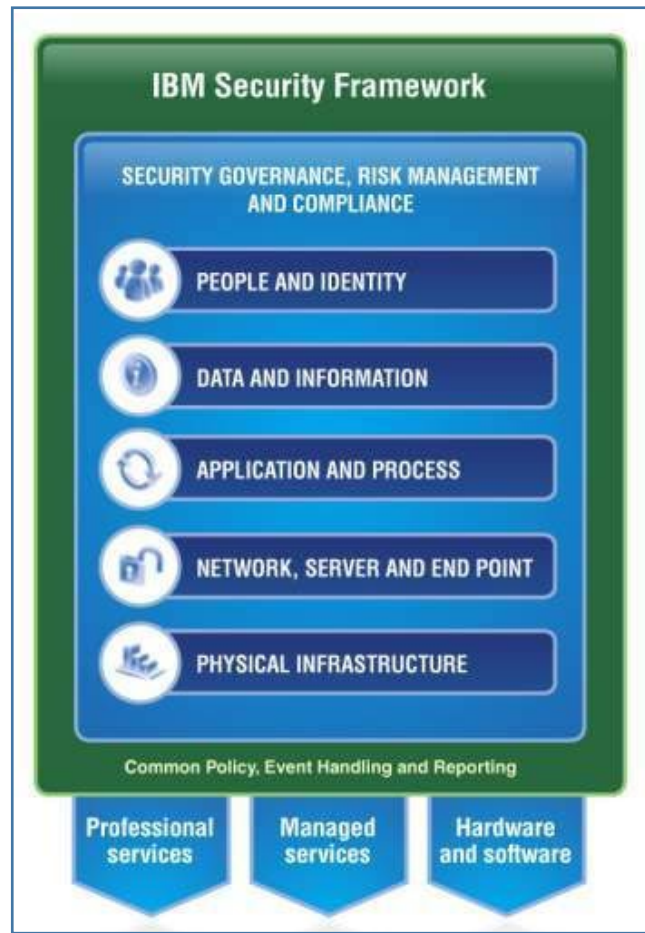 IBM Security Framework
SECURITY GOVERNANCE, RISK MANAGEMENT
AND COMPLIANCE
PEOPLE AND IDENTITY
DATA AND INFORMATION
APPLICATION AND PROCESS
NETWORK, SERVER AND END POINT
PHYSICAL INFRASTRUCTURE
Common Policy, Event Handling and Reporting
Professional
services
Managed
services
Hardware
and software